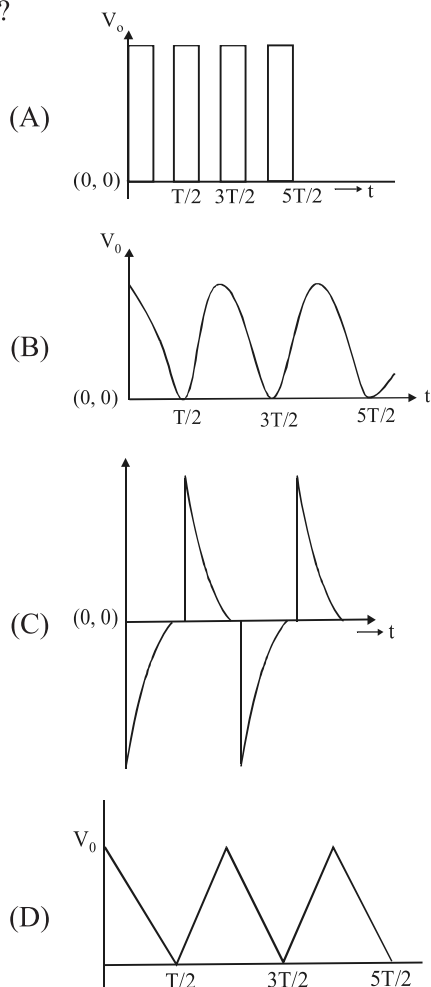 ?
Vₒ
(A)
(0, 0)
T/2 3T/2 5T/2 t
V₀
(B)
(0, 0)
t
T/2 3T/2 5T/2
(C)
(0, 0)
t
V₀
(D)
T/2 3T/2 5T/2